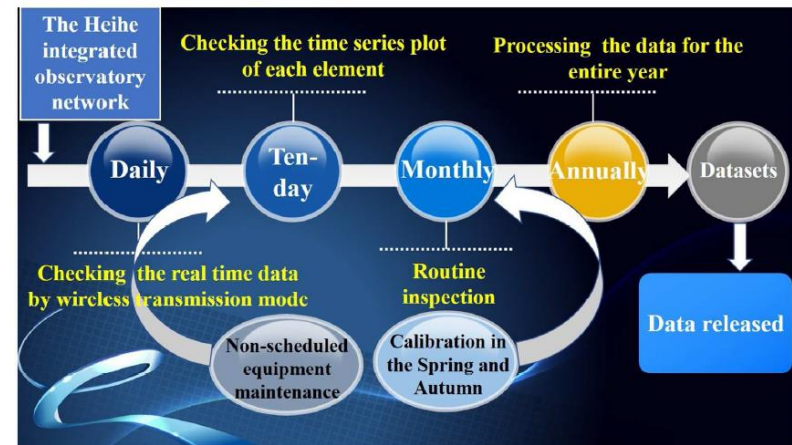 The Heihe
integrated
observatory
network
Checking the time series plot
of each element
Processing the data for the
entire year
Daily
Ten-
day
Monthly
Annually
Datasets
Checking the real time data
by wireless transmission mode
Routine
inspection
Non-scheduled
equipment
maintenance
Calibration in
the Spring and
Autumn
Data released